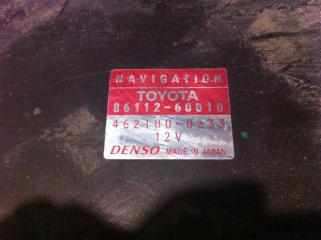 NAVIGATION
TOYOTA
86112-60010
462100-0233
12V
DENSO MADE IN JAPAN